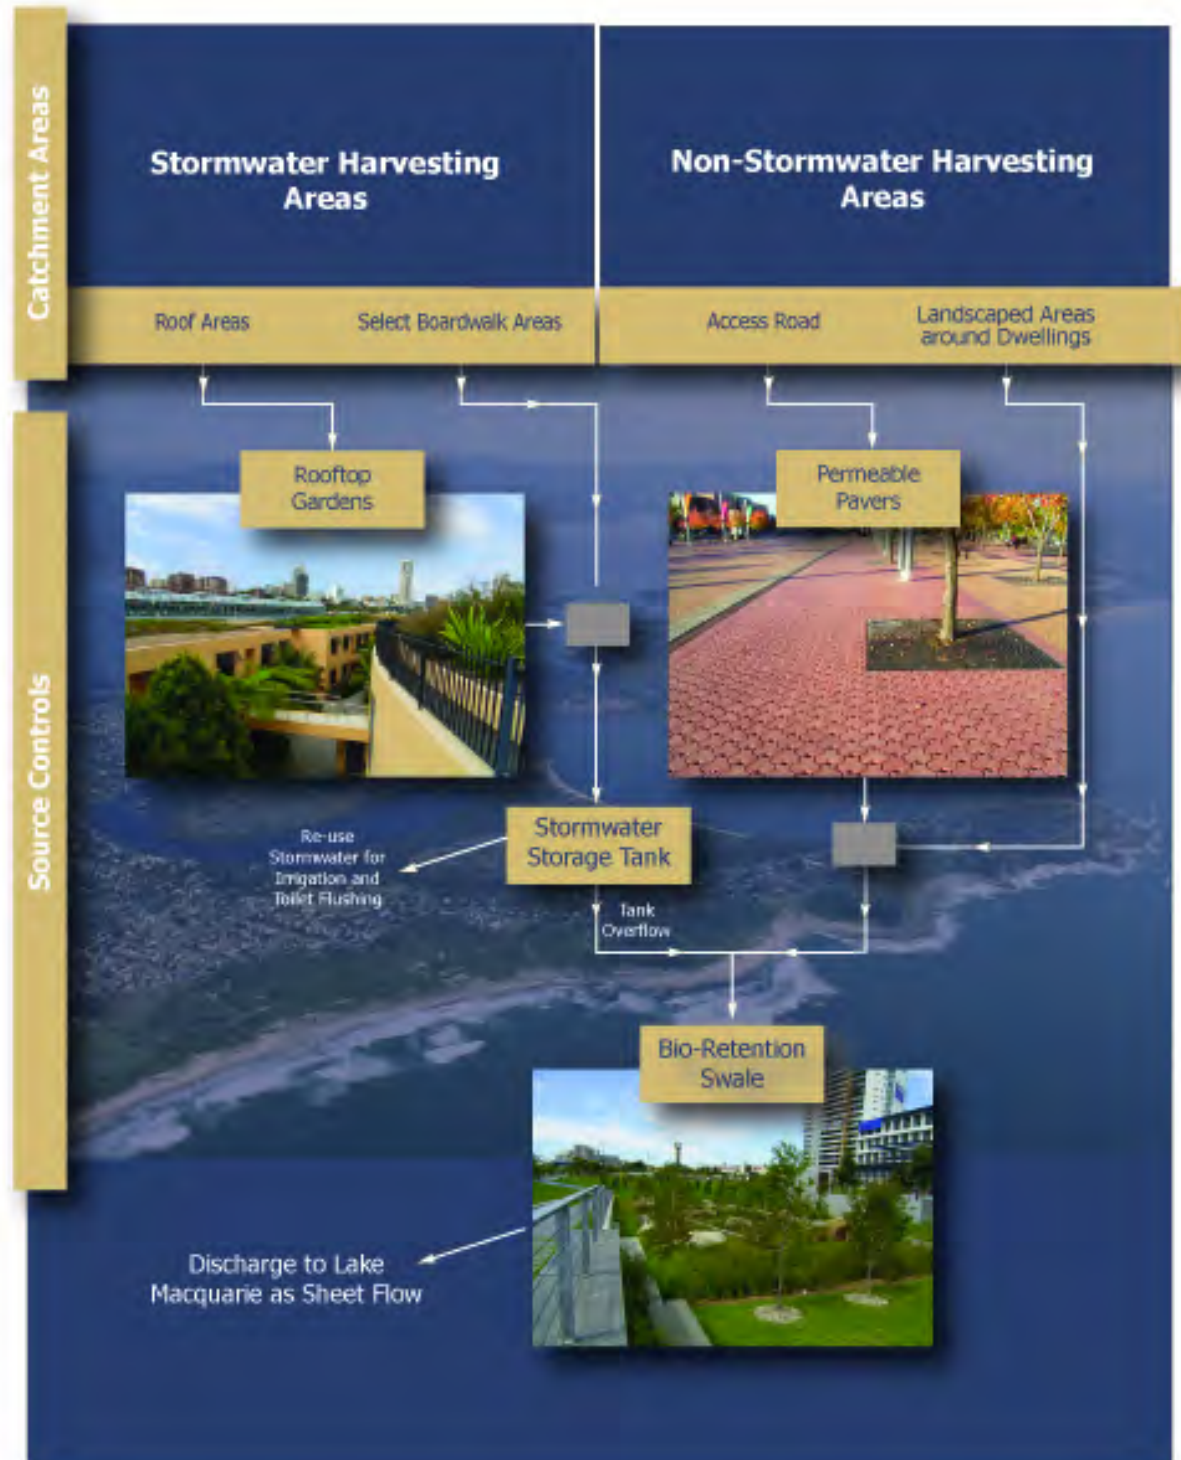 Catchment Areas
Stormwater Harvesting
Areas
Non-Stormwater Harvesting
Areas
Roof Areas
Select Boardwalk Areas
Access Road
Landscaped Areas
around Dwellings
Source Controls
Rooftop
Gardens
Permeable
Pavers
Stormwater
Storage Tank
Re-use
Stormwater for
Irrigation and
Toilet Flushing
Tank
Overflow
Bio-Retention
Swale
Discharge to Lake
Macquarie as Sheet Flow